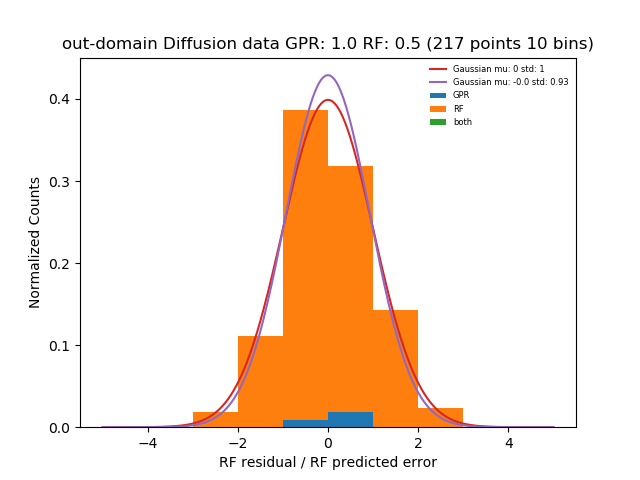 out-domain Diffusion data GPR: 1.0 RF: 0.5 (217 points 10 bins)
Gaussian mu: 0 std: 1
Gaussian mu: -0.0 std: 0.93
GPR
RF
both
Normalized Counts
0.4
0.3
0.2
0.1
0.0
−4 −2 0 2 4
RF residual / RF predicted error